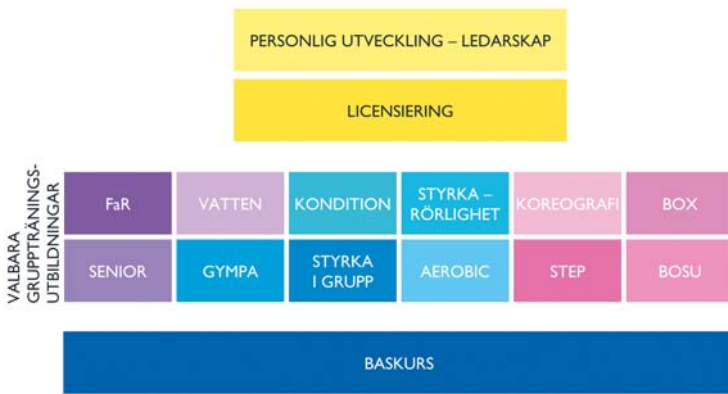 PERSONLIG UTVECKLING – LEDARSKAP
LICENSIERING
VALBARA
GRUPPTRÄNINGS-
UTBILDNINGAR
FaR
VATTEN
KONDITION
STYRKA –
RÖRLIGHET
KOREOGRAFI
BOX
SENIOR
GYMPA
STYRKA
I GRUPP
AEROBIC
STEP
BOSU
BASKURS